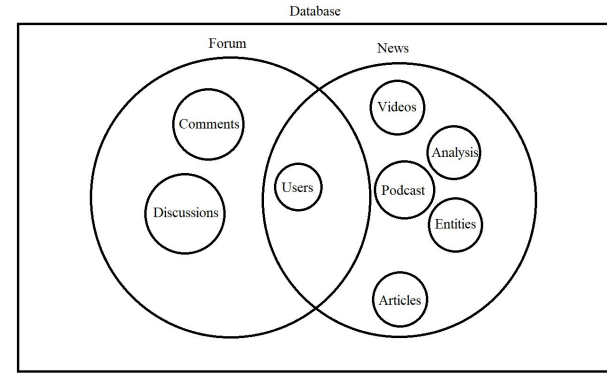 Database
Forum
News
Comments
Videos
Analysis
Users
Podcast
Discussions
Entities
Articles